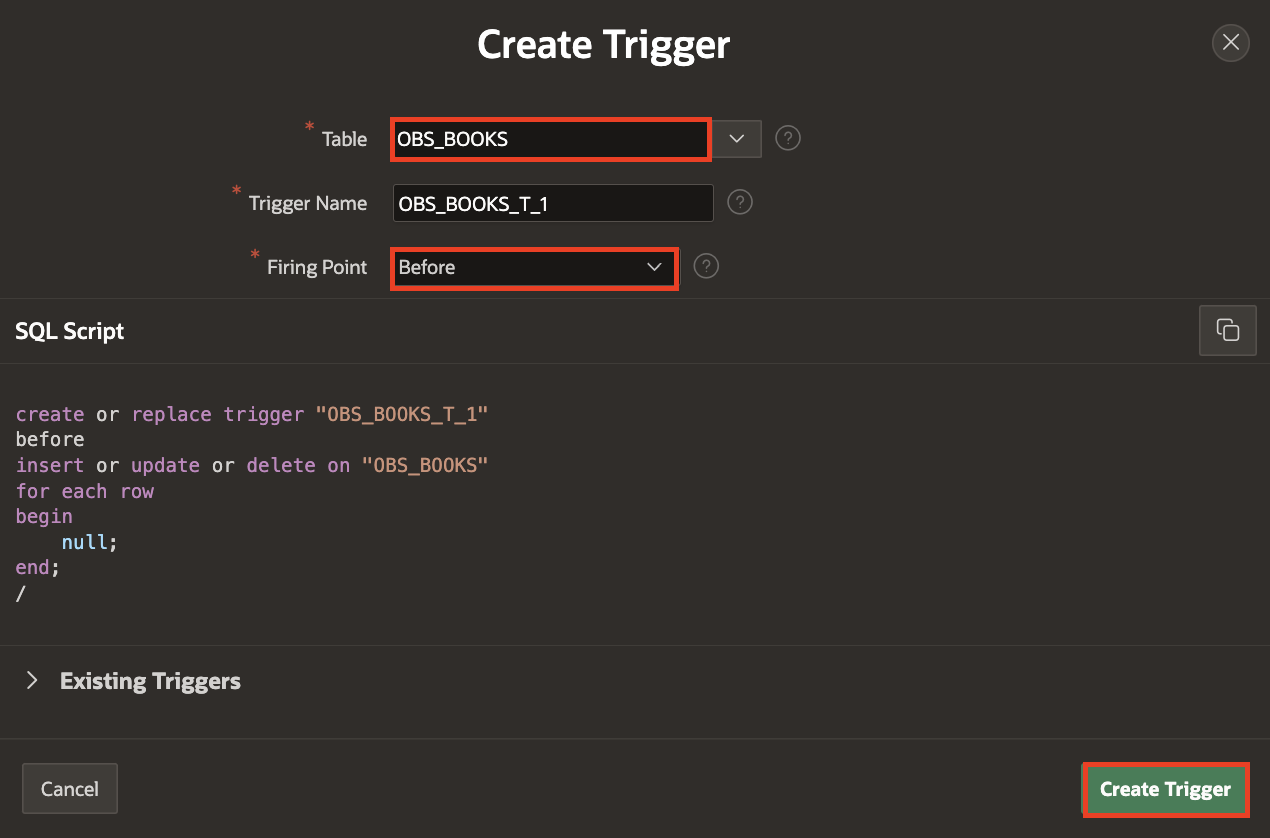 Create Trigger
* Table OBS_BOOKS ?
* Trigger Name OBS_BOOKS_T_1 ?
* Firing Point Before ?
SQL Script
create or replace trigger "OBS_BOOKS_T_1"
before
insert or update or delete on "OBS_BOOKS"
for each row
begin
    null;
end;
/
Existing Triggers
Cancel Create Trigger